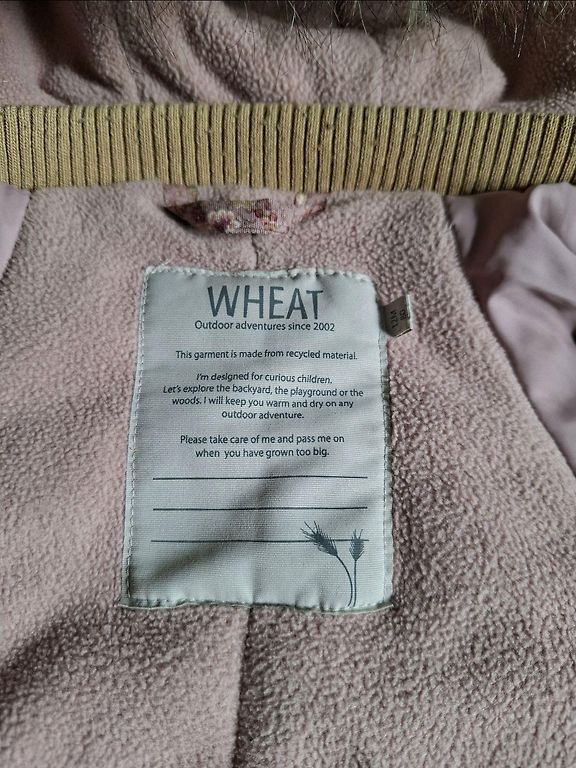 WHEAT
Outdoor adventures since 2002
This garment is made from recycled material.
I'm designed for curious children.
Let's explore the backyard, the playground or the
woods. I will keep you warm and dry on any
outdoor adventure.
Please take care of me and pass me on
when you have grown too big.
12M
80